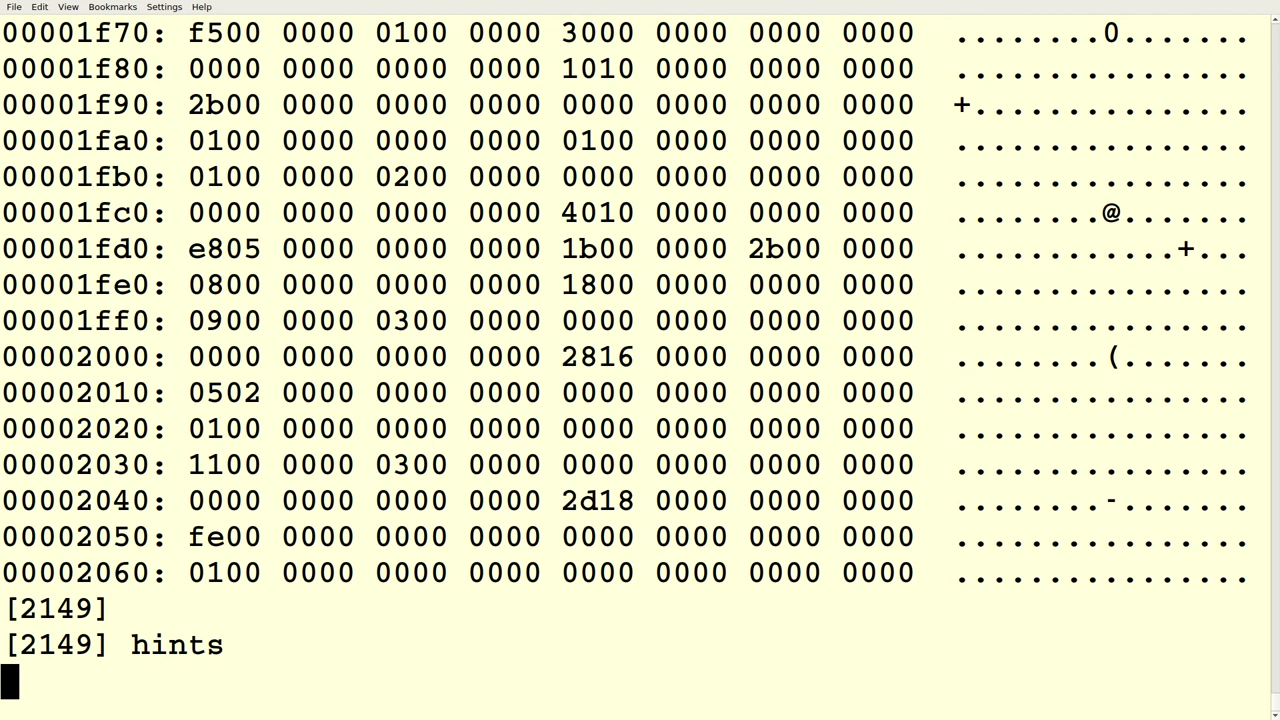 File Edit View Bookmarks Settings Help
00001f70: f500 0000 0100 0000 3000 0000 0000 0000  ........0.......
00001f80: 0000 0000 0000 0000 1010 0000 0000 0000  ................
00001f90: 2b00 0000 0000 0000 0000 0000 0000 0000  +...............
00001fa0: 0100 0000 0000 0000 0100 0000 0000 0000  ................
00001fb0: 0100 0000 0200 0000 0000 0000 0000 0000  ................
00001fc0: 0000 0000 0000 0000 4010 0000 0000 0000  ........@.......
00001fd0: e805 0000 0000 0000 1b00 0000 2b00 0000  ............+...
00001fe0: 0800 0000 0000 0000 1800 0000 0000 0000  ................
00001ff0: 0900 0000 0300 0000 0000 0000 0000 0000  ................
00002000: 0000 0000 0000 0000 2816 0000 0000 0000  ........(.......
00002010: 0502 0000 0000 0000 0000 0000 0000 0000  ................
00002020: 0100 0000 0000 0000 0000 0000 0000 0000  ................
00002030: 1100 0000 0300 0000 0000 0000 0000 0000  ................
00002040: 0000 0000 0000 0000 2d18 0000 0000 0000  ........-.......
00002050: fe00 0000 0000 0000 0000 0000 0000 0000  ................
00002060: 0100 0000 0000 0000 0000 0000 0000 0000  ................
[2149]
[2149] hints